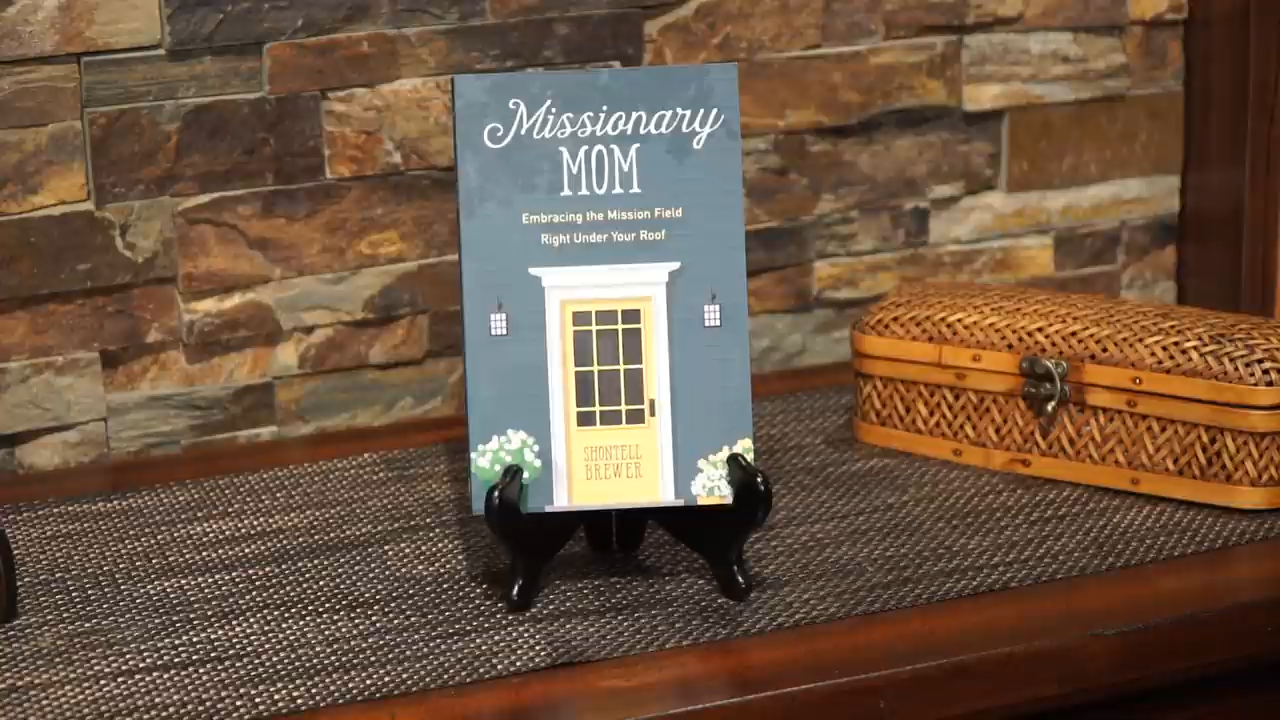 Missionary
MOM
Embracing the Mission Field
Right Under Your Roof
SHONTELL
BREWER